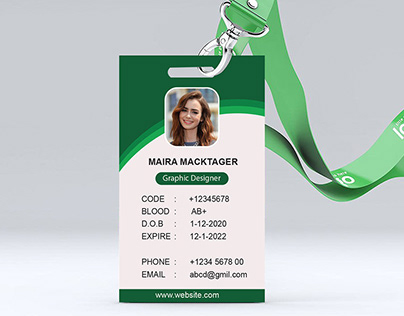 MAIRA MACKTAGER
Graphic Designer
CODE : +12345678
BLOOD : AB+
D.O.B : 1-12-2020
EXPIRE : 12-1-2022
PHONE : +1234 5678 00
EMAIL : abcd@gmil.com
www.website.com